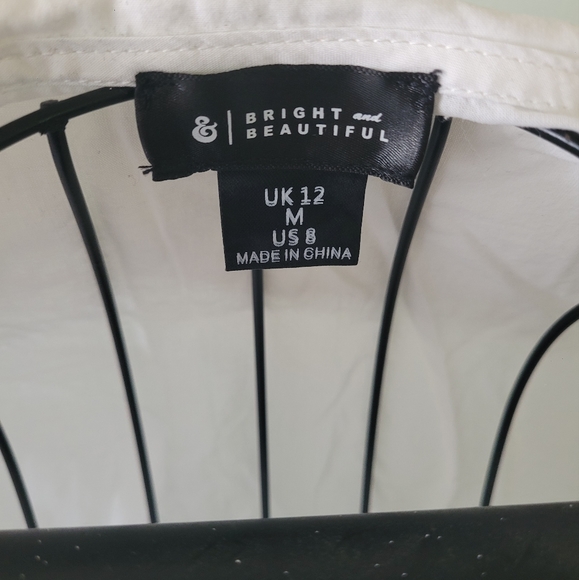 & | BRIGHT and
BEAUTIFUL
UK 12
M
US 8
MADE IN CHINA